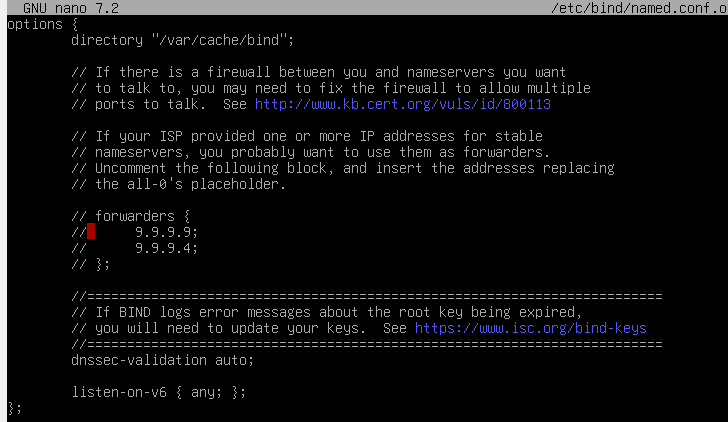 GNU nano 7.2 /etc/bind/named.conf.o
options {
directory "/var/cache/bind";
// If there is a firewall between you and nameservers you want
// to talk to, you may need to fix the firewall to allow multiple
// ports to talk.  See http://www.kb.cert.org/vuls/id/800113
// If your ISP provided one or more IP addresses for stable
// nameservers, you probably want to use them as forwarders.
// Uncomment the following block, and insert the addresses replacing
// the all-0's placeholder.
// forwarders {
//      9.9.9.9;
//      9.9.9.4;
// };
//========================================================================
// If BIND logs error messages about the root key being expired,
// you will need to update your keys.  See https://www.isc.org/bind-keys
//========================================================================
dnssec-validation auto;
listen-on-v6 { any; };
};